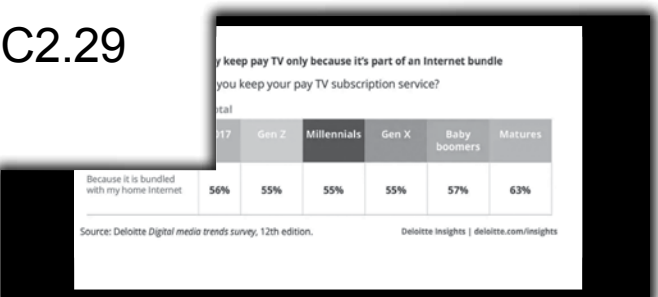 C2.29
keep pay TV only because it's part of an Internet bundle
you keep your pay TV subscription service?
Gen Z Millennials Gen X Baby boomers Matures
Because it is bundled
with my home Internet 56% 55% 55% 55% 57% 63%
Source: Deloitte Digital media trends survey, 12th edition. Deloitte Insights | deloitte.com/insights